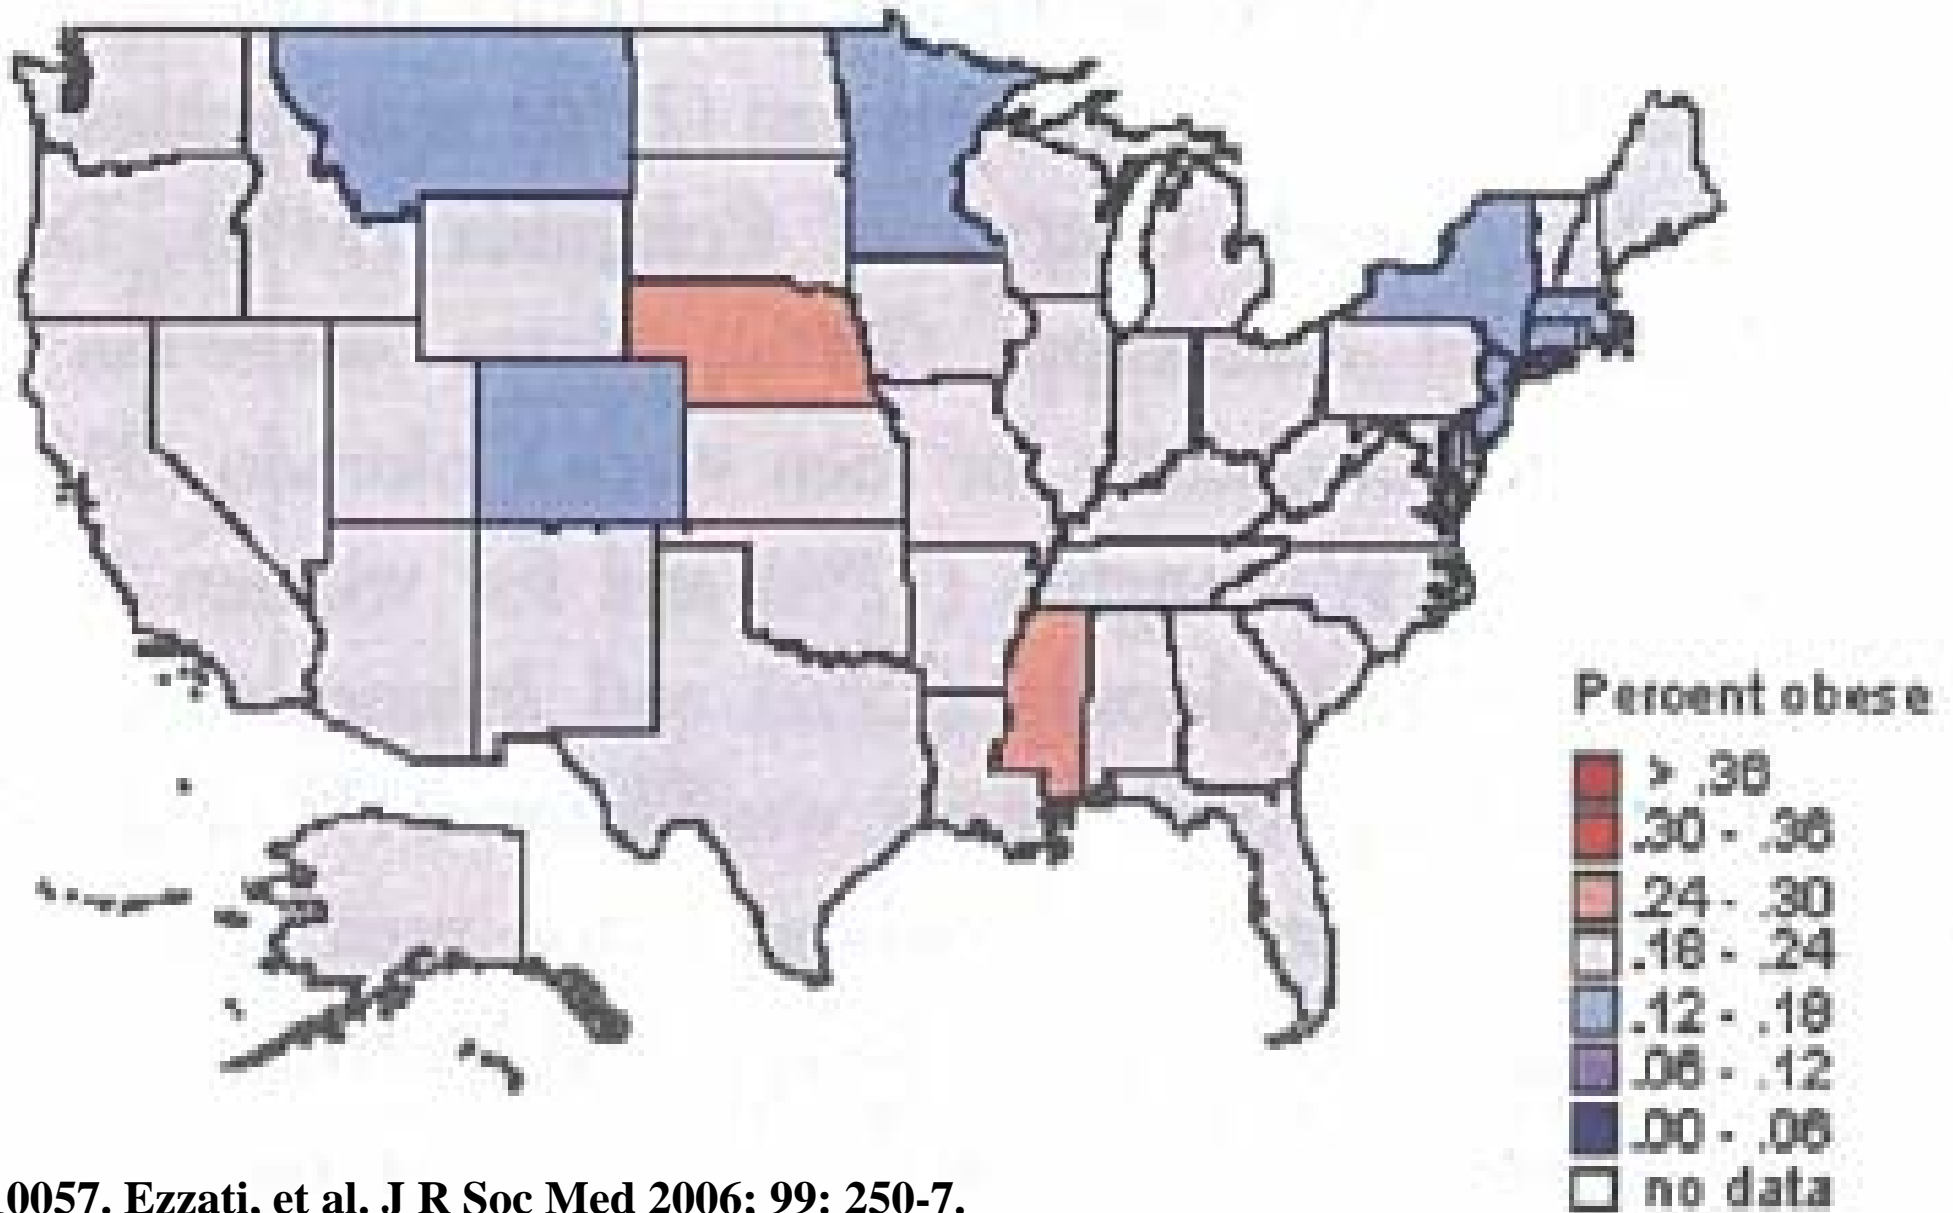 Percent obese
> .36
.30 - .36
.24 - .30
.18 - .24
.12 - .18
.06 - .12
.00 - .06
no data
10057. Ezzati, et al. J R Soc Med 2006; 99: 250-7.